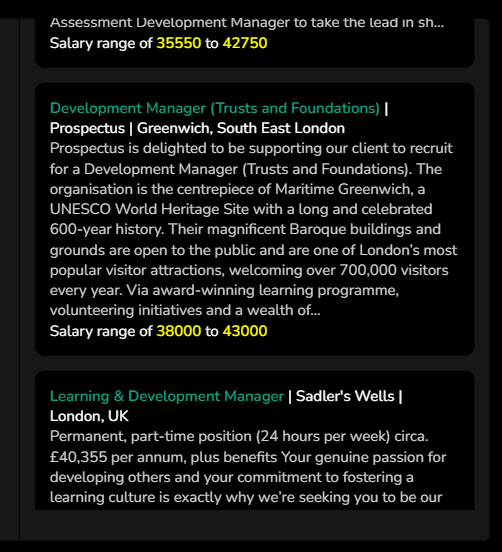 Assessment Development Manager to take the lead in sh...
Salary range of 35550 to 42750
Development Manager (Trusts and Foundations) |
Prospectus | Greenwich, South East London
Prospectus is delighted to be supporting our client to recruit
for a Development Manager (Trusts and Foundations). The
organisation is the centrepiece of Maritime Greenwich, a
UNESCO World Heritage Site with a long and celebrated
600-year history. Their magnificent Baroque buildings and
grounds are open to the public and are one of London’s most
popular visitor attractions, welcoming over 700,000 visitors
every year. Via award-winning learning programme,
volunteering initiatives and a wealth of...
Salary range of 38000 to 43000
Learning & Development Manager | Sadler's Wells |
London, UK
Permanent, part-time position (24 hours per week) circa.
£40,355 per annum, plus benefits Your genuine passion for
developing others and your commitment to fostering a
learning culture is exactly why we’re seeking you to be our